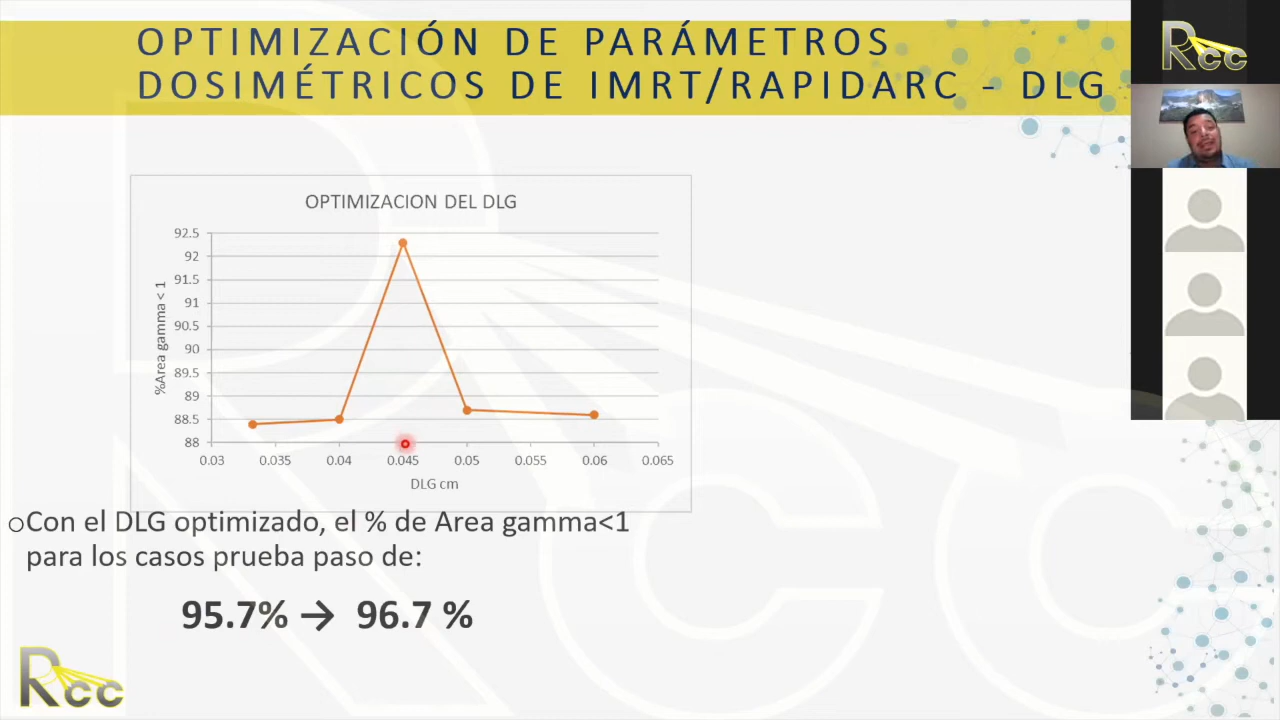 OPTIMIZACIÓN DE PARÁMETROS
DOSIMÉTRICOS DE IMRT/RAPIDARC - DLG
Rcc
OPTIMIZACION DEL DLG
%Area gamma < 1
92.5
92
91.5
91
90.5
90
89.5
89
88.5
88
0.03 0.035 0.04 0.045 0.05 0.055 0.06 0.065
DLG cm
○Con el DLG optimizado, el % de Area gamma<1
para los casos prueba paso de:
95.7% → 96.7 %
Rcc